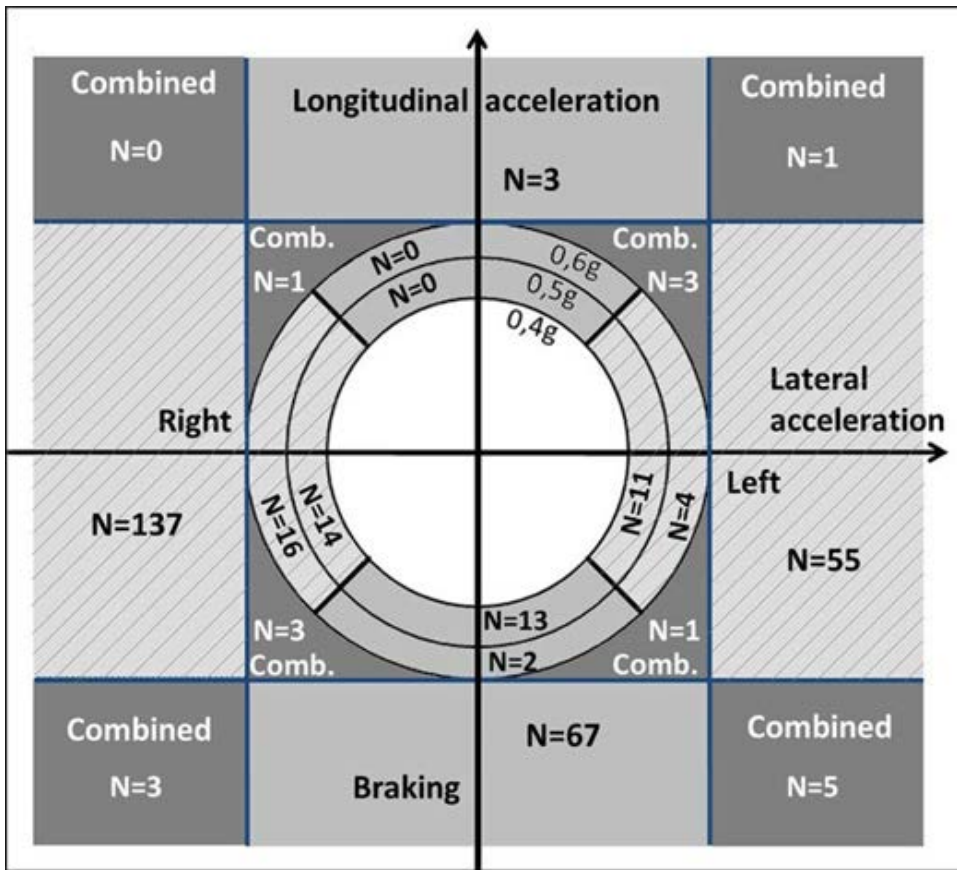 Combined
N=0
Longitudinal acceleration
N=3
Combined
N=1
Comb.
N=1
N=0
N=0
0,6g
0,5g
0,4g
Comb.
N=3
Right
Lateral
acceleration
Left
N=137
N=16
N=14
N=11
N=4
N=55
N=3
Comb.
N=13
N=2
N=1
Comb.
Combined
N=3
Braking
N=67
Combined
N=5